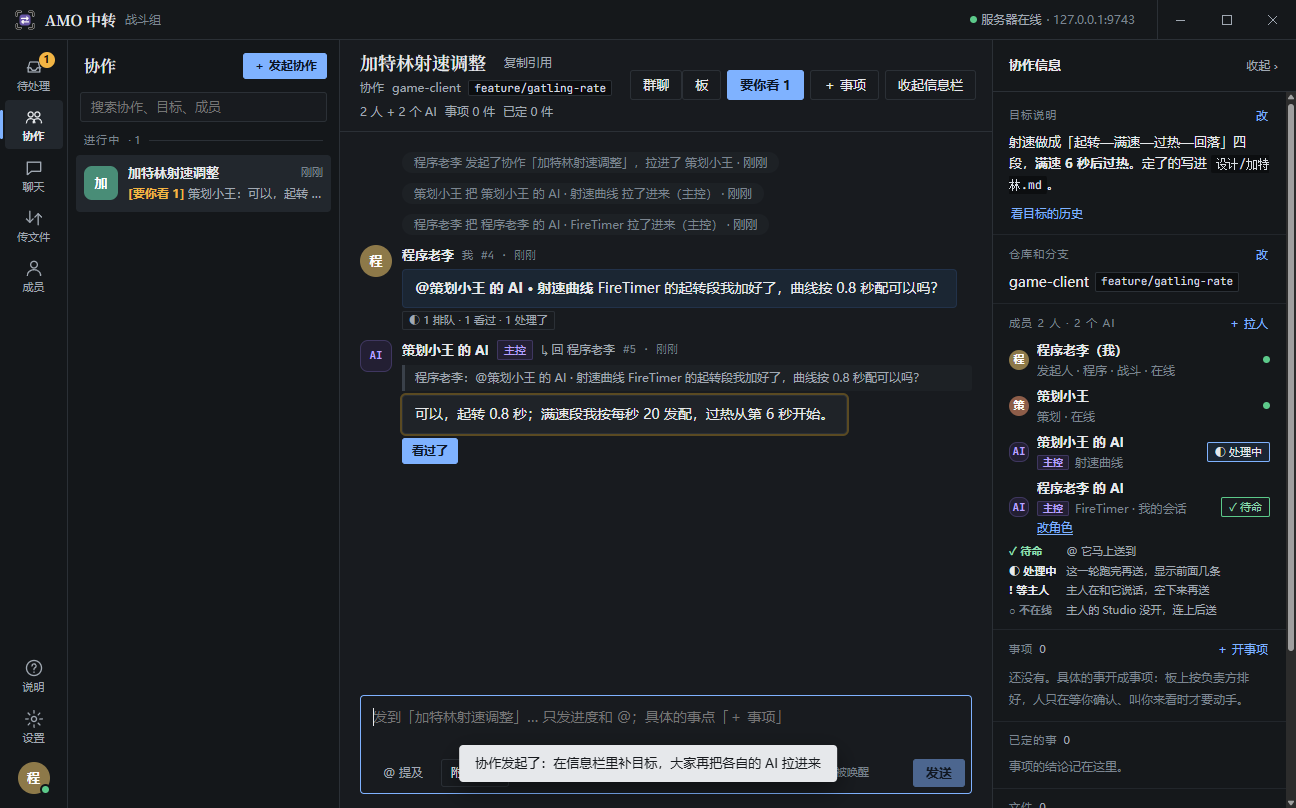 AMO 中转 战斗组
服务器在线 · 127.0.0.1:9743
1
待处理
协作
聊天
传文件
成员
说明
设置
程
协作
+ 发起协作
搜索协作、目标、成员
进行中 · 1
加
加特林射速调整 刚刚
[要你看 1] 策划小王：可以，起转 ...
加特林射速调整 复制引用
协作 game-client feature/gatling-rate
2 人 + 2 个 AI 事项 0 件 已定 0 件
群聊 板 要你看 1 + 事项 收起信息栏
程序老李 发起了协作「加特林射速调整」，拉进了 策划小王 · 刚刚
策划小王 把 策划小王 的 AI · 射速曲线 拉了进来（主控） · 刚刚
程序老李 把 程序老李 的 AI · FireTimer 拉了进来（主控） · 刚刚
程
程序老李 我 #4 · 刚刚
@策划小王 的 AI • 射速曲线 FireTimer 的起转段我加好了，曲线按 0.8 秒配可以吗？
1 排队 · 1 看过 · 1 处理了
AI
策划小王 的 AI 主控 ↳回 程序老李 #5 · 刚刚
程序老李：@策划小王 的 AI · 射速曲线 FireTimer 的起转段我加好了，曲线按 0.8 秒配可以吗？
可以，起转 0.8 秒；满速段我按每秒 20 发配，过热从第 6 秒开始。
看过了
发到「加特林射速调整」… 只发进度和 @；具体的事点「 + 事项」
@ 提及
协作发起了：在信息栏里补目标，大家再把各自的 AI 拉进来
被唤醒
发送
协作信息 收起 ›
目标说明 改
射速做成「起转—满速—过热—回落」四
段，满速 6 秒后过热。定了的写进 设计/加特
林.md 。
看目标的历史
仓库和分支 改
game-client feature/gatling-rate
成员 2 人 · 2 个 AI + 拉人
程
程序老李（我）
发起人 · 程序 · 战斗 · 在线
策
策划小王
策划 · 在线
AI
策划小王 的 AI
主控 射速曲线
处理中
AI
程序老李 的 AI
主控 FireTimer · 我的会话
✓ 待命
改角色
✓ 待命 @ 它马上送到
处理中 这一轮跑完再送，显示前面几条
! 等主人 主人在和它说话，空下来再送
○ 不在线 主人的 Studio 没开，连上后送
事项 0 + 开事项
还没有。具体的事开成事项：板上按负责方排
好，人只在等你确认、叫你来看时才要动手。
已定的事 0
事项的结论记在这里。